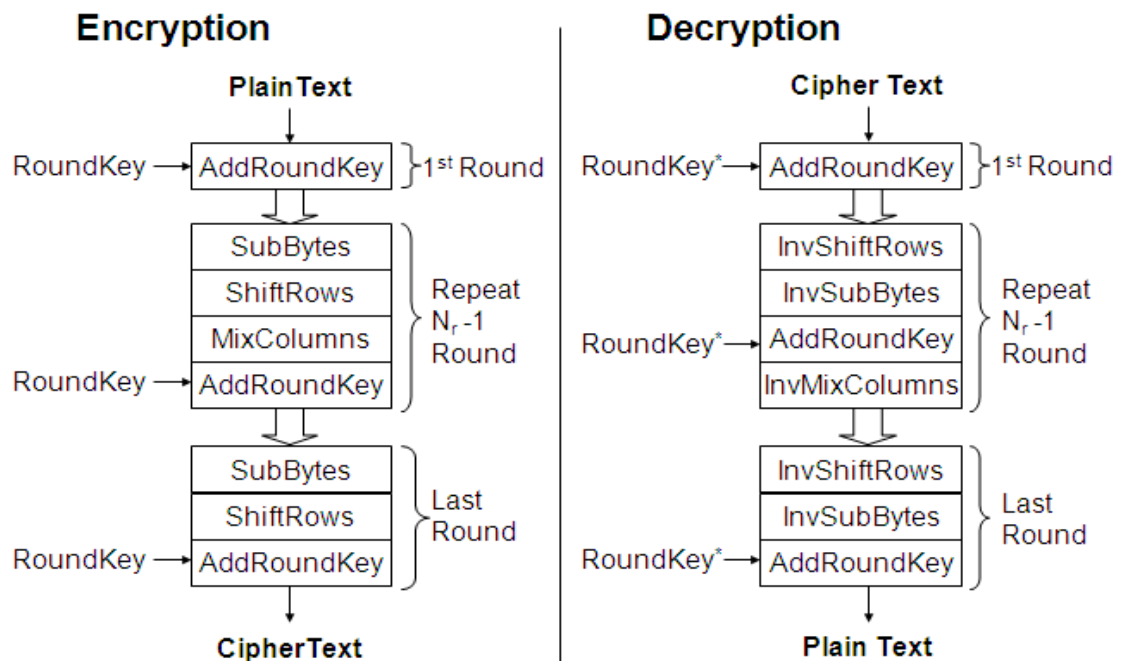 Encryption
PlainText
RoundKey
AddRoundKey
1st Round
SubBytes
ShiftRows
MixColumns
RoundKey
AddRoundKey
Repeat
Nr -1
Round
SubBytes
ShiftRows
RoundKey
AddRoundKey
Last
Round
CipherText
Decryption
Cipher Text
RoundKey*
AddRoundKey
1st Round
InvShiftRows
InvSubBytes
RoundKey*
AddRoundKey
InvMixColumns
Repeat
Nr -1
Round
InvShiftRows
InvSubBytes
RoundKey*
AddRoundKey
Last
Round
Plain Text